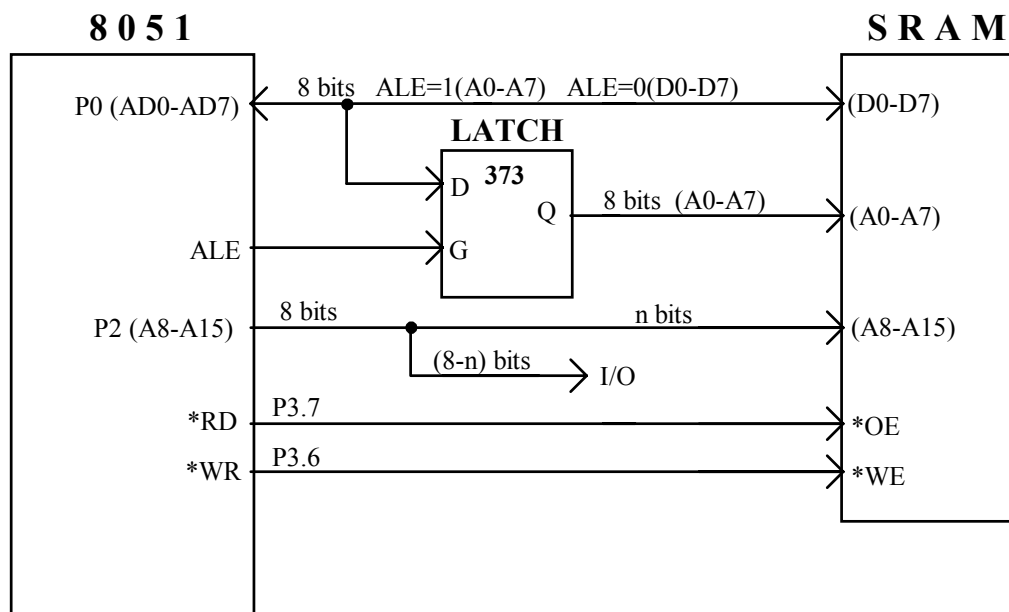 8051
SRAM
8 bits ALE=1(A0-A7) ALE=0(D0-D7)
P0 (AD0-AD7)
(D0-D7)
LATCH
373
D
Q
8 bits (A0-A7)
(A0-A7)
ALE
G
P2 (A8-A15)
8 bits
n bits
(A8-A15)
(8-n) bits
I/O
*RD
P3.7
*OE
*WR
P3.6
*WE